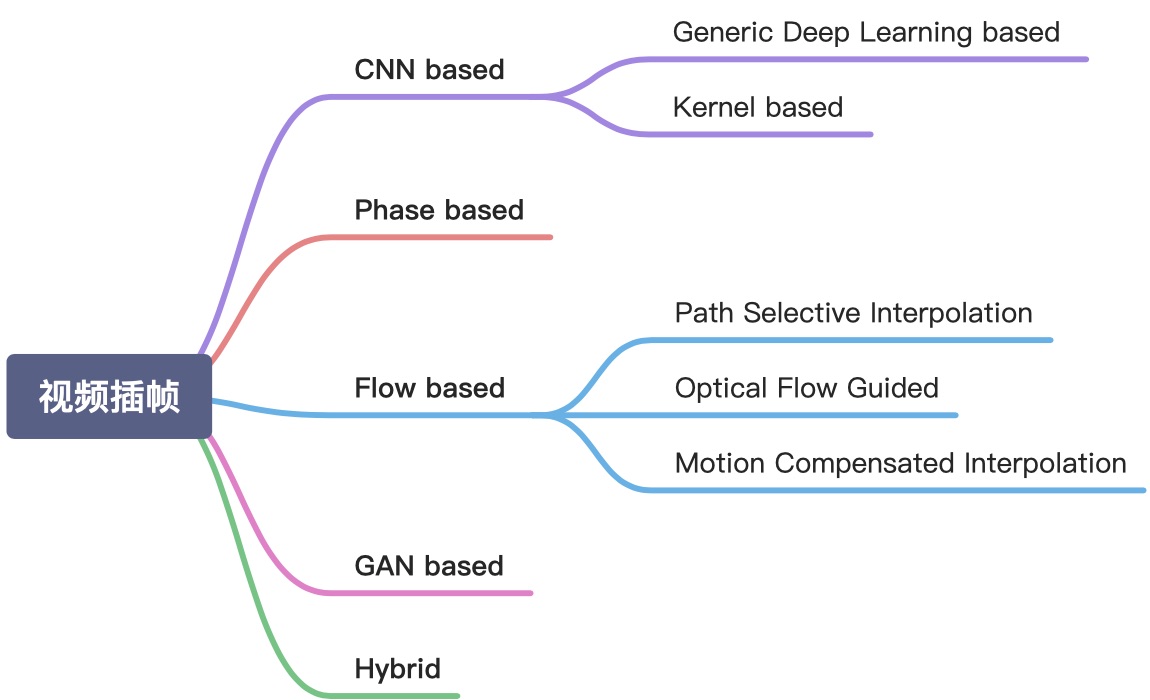 视频插帧
CNN based
Generic Deep Learning based
Kernel based
Phase based
Flow based
Path Selective Interpolation
Optical Flow Guided
Motion Compensated Interpolation
GAN based
Hybrid